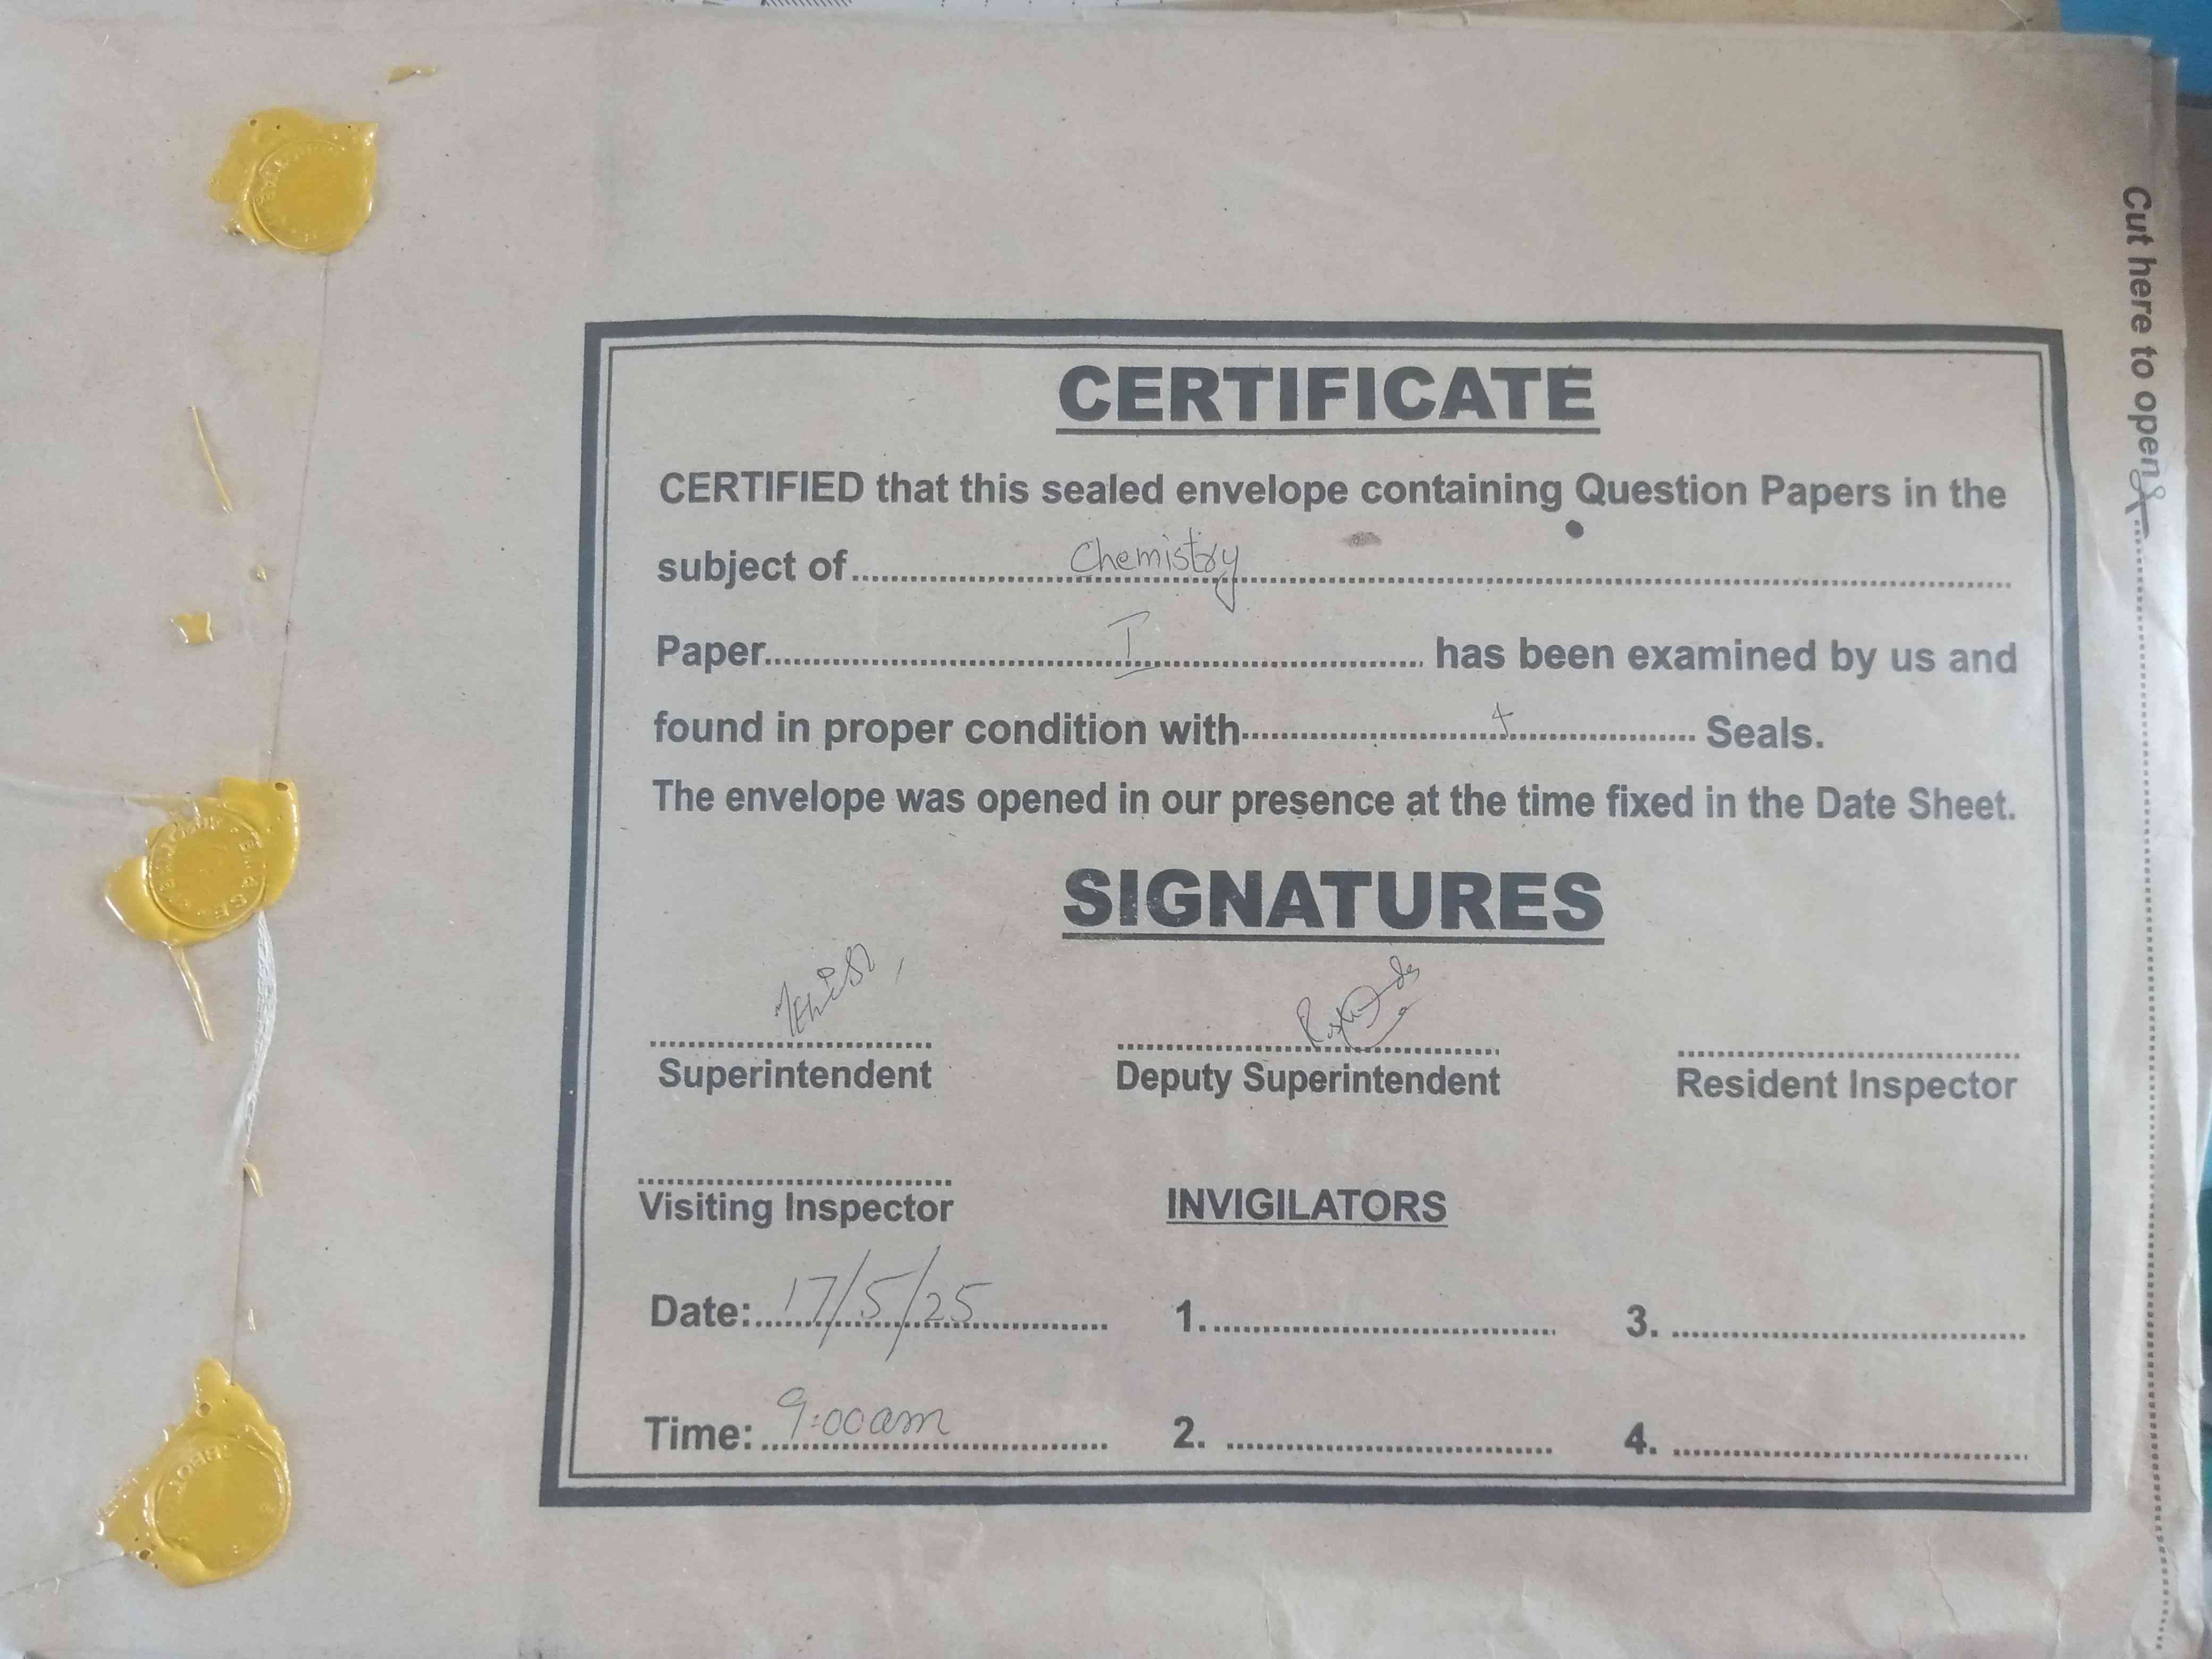 CERTIFICATE
CERTIFIED that this sealed envelope containing Question Papers in the
subject of Chemistry
Paper I has been examined by us and
found in proper condition with 4 Seals.
The envelope was opened in our presence at the time fixed in the Date Sheet.
SIGNATURES
Superintendent Deputy Superintendent Resident Inspector
Visiting Inspector INVIGILATORS
Date: 17/5/25 1. 3.
Time: 9:00am 2. 4.
Cut here to open